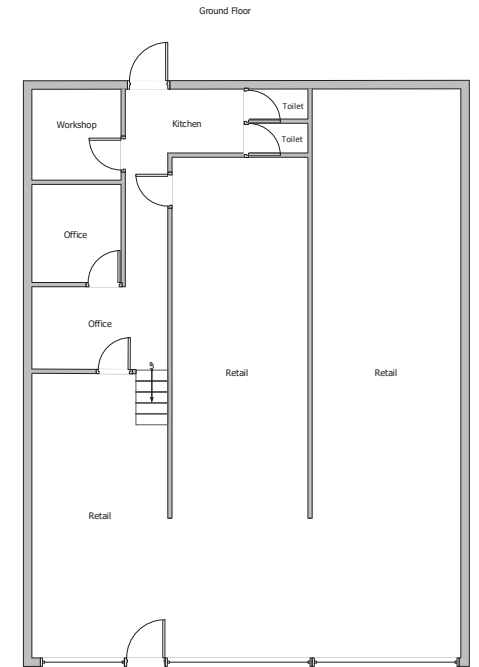 Ground Floor
Workshop
Kitchen
Toilet
Toilet
Office
Office
Retail
Retail
Retail